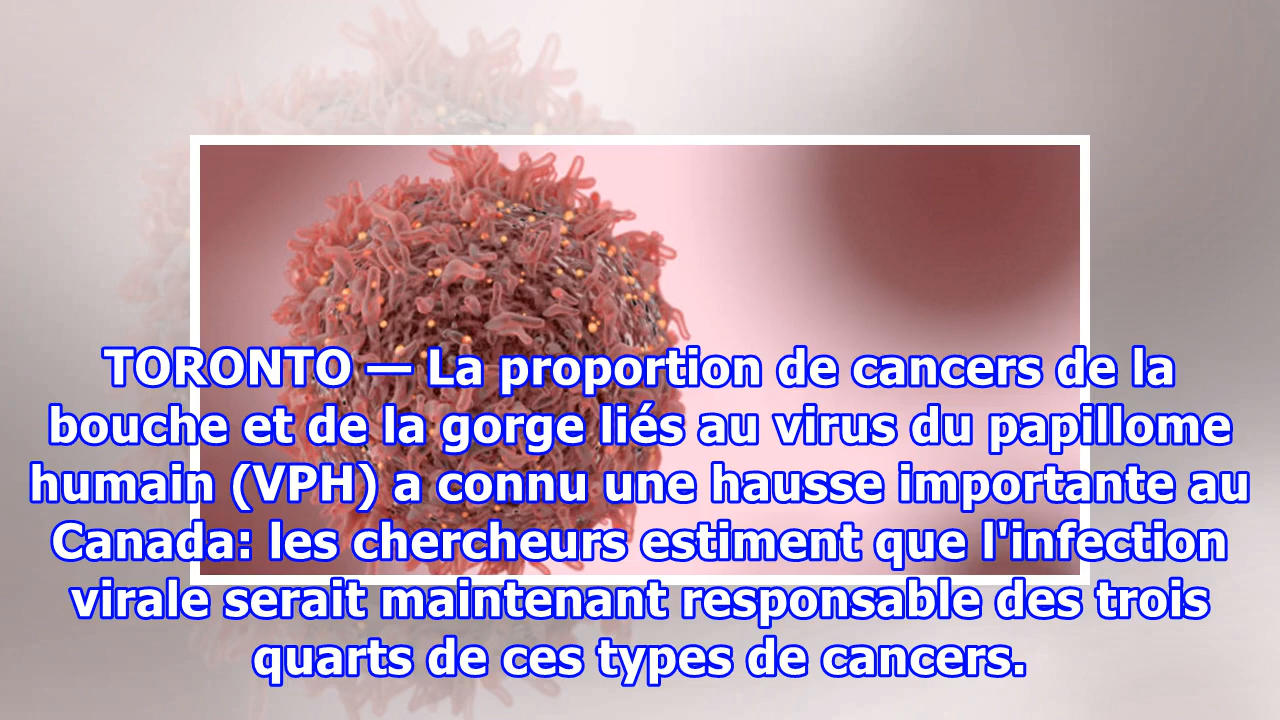 TORONTO — La proportion de cancers de la
bouche et de la gorge liés au virus du papillome
humain (VPH) a connu une hausse importante au
Canada: les chercheurs estiment que l'infection
virale serait maintenant responsable des trois
quarts de ces types de cancers.